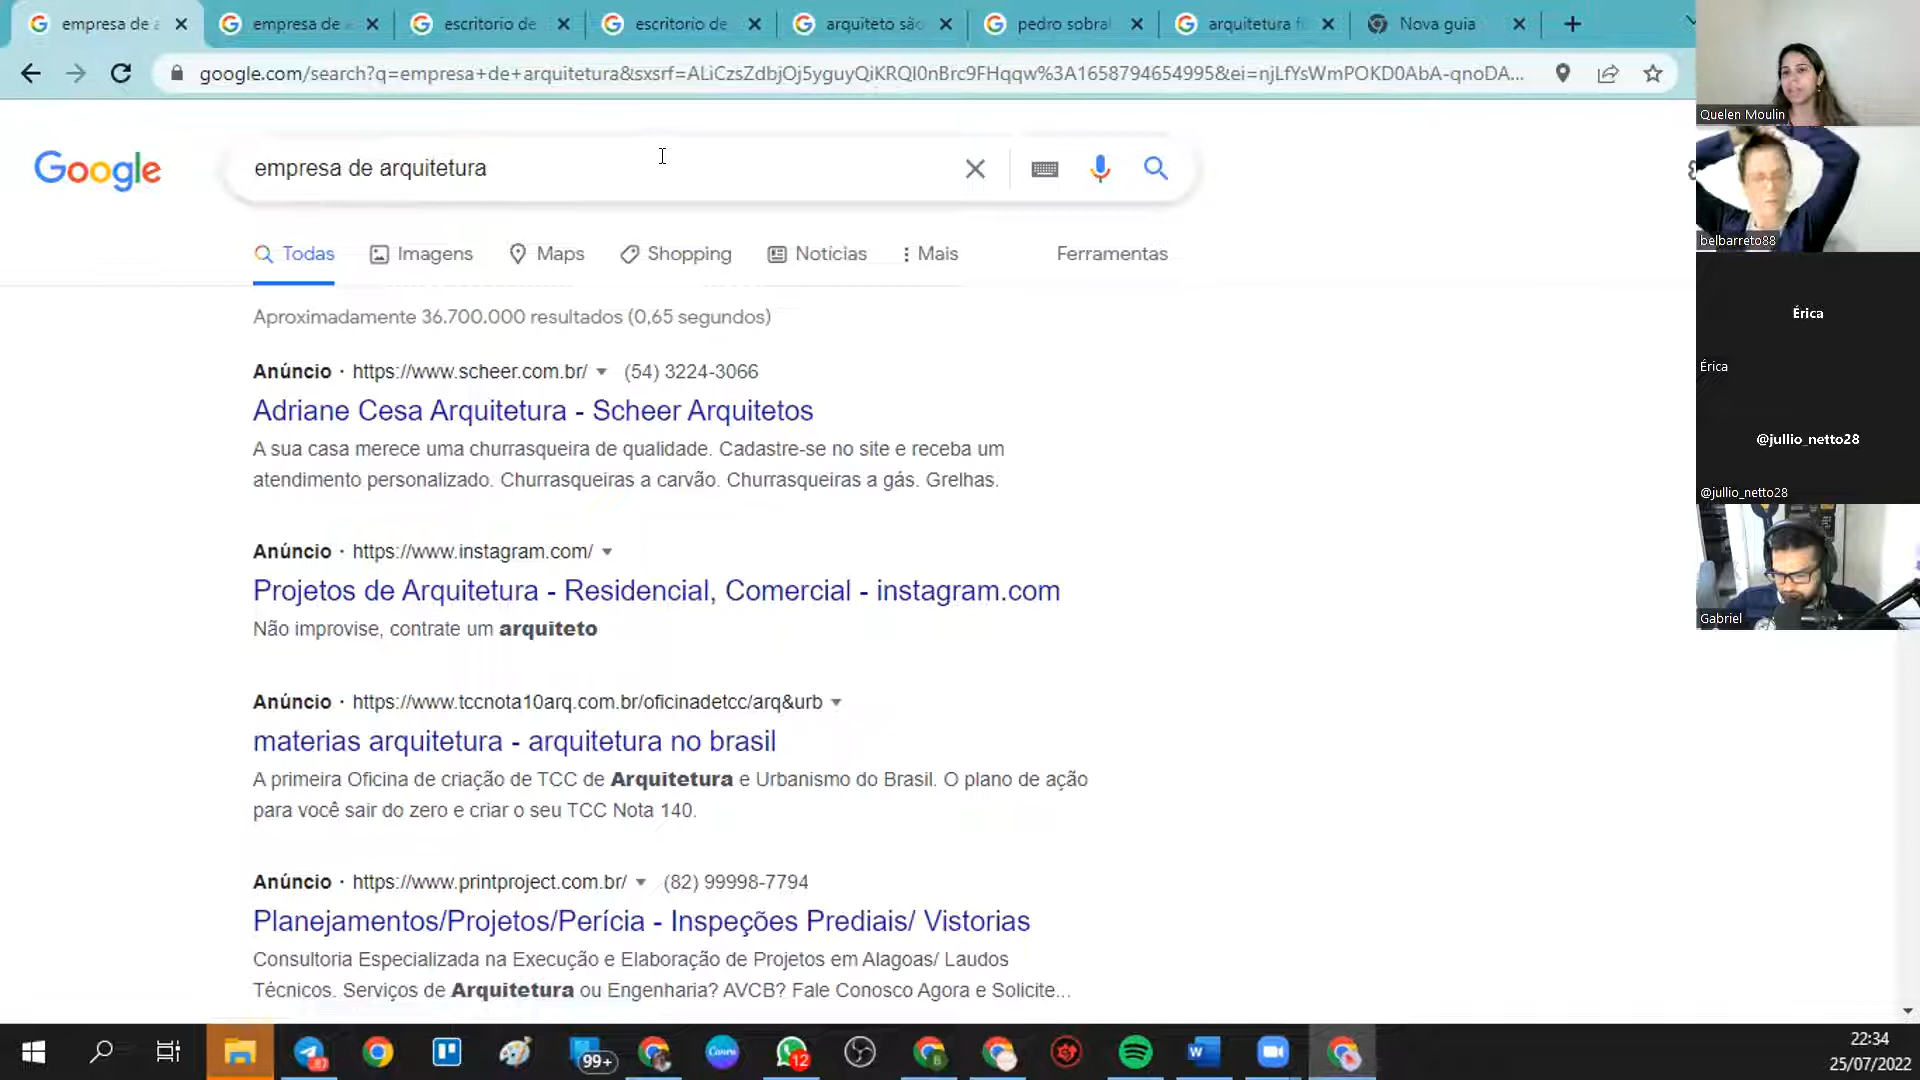 empresa de a
empresa de a
escritorio de
escritorio de
arquiteto são
pedro sobral
arquitetura f
Nova guia
google.com/search?q=empresa+de+arquitetura&sxsrf=ALiCzsZdbjOj5yguyQiKRQI0nBrc9FHqqw%3A1658794654995&ei=njLfYsWmPOKD0AbA-qnoDA...
Google
empresa de arquitetura
Todas
Imagens
Maps
Shopping
Notícias
Mais
Ferramentas
Aproximadamente 36.700.000 resultados (0,65 segundos)
Anúncio · https://www.scheer.com.br/ (54) 3224-3066
Adriane Cesa Arquitetura - Scheer Arquitetos
A sua casa merece uma churrasqueira de qualidade. Cadastre-se no site e receba um
atendimento personalizado. Churrasqueiras a carvão. Churrasqueiras a gás. Grelhas.
Anúncio · https://www.instagram.com/
Projetos de Arquitetura - Residencial, Comercial - instagram.com
Não improvise, contrate um arquiteto
Anúncio · https://www.tccnota10arq.com.br/oficinadetcc/arq&urb
materias arquitetura - arquitetura no brasil
A primeira Oficina de criação de TCC de Arquitetura e Urbanismo do Brasil. O plano de ação
para você sair do zero e criar o seu TCC Nota 140.
Anúncio · https://www.printproject.com.br/ (82) 99998-7794
Planejamentos/Projetos/Perícia - Inspeções Prediais/ Vistorias
Consultoria Especializada na Execução e Elaboração de Projetos em Alagoas/ Laudos
Técnicos. Serviços de Arquitetura ou Engenharia? AVCB? Fale Conosco Agora e Solicite...
Quelen Moulin
belbarreto88
Érica
Érica
@jullio_netto28
@jullio_netto28
Gabriel
99+
Canva
12
W
22:34
25/07/2022